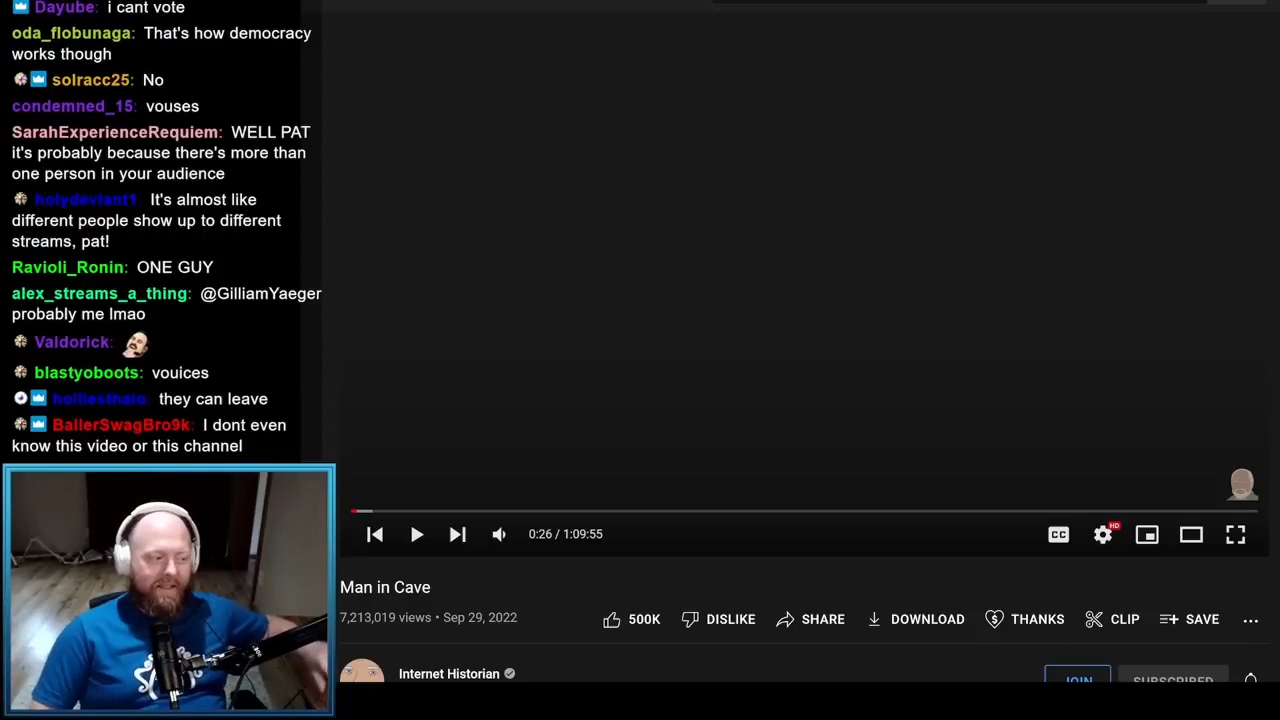 Dayube: i cant vote
oda_flobunaga: That's how democracy
works though
solracc25: No
condemned_15: vouses
SarahExperienceRequiem: WELL PAT
it's probably because there's more than
one person in your audience
holydeviant1: It's almost like
different people show up to different
streams, pat!
Ravioli_Ronin: ONE GUY
alex_streams_a_thing: @GilliamYaeger
probably me lmao
Valdorick:
blastyoboots: vouices
holliesthalo: they can leave
BallerSwagBro9k: I dont even
know this video or this channel
0:26 / 1:09:55
CC
HD
Man in Cave
7,213,019 views • Sep 29, 2022
500K
DISLIKE
SHARE
DOWNLOAD
THANKS
CLIP
SAVE
Internet Historian
JOIN
SUBSCRIBED